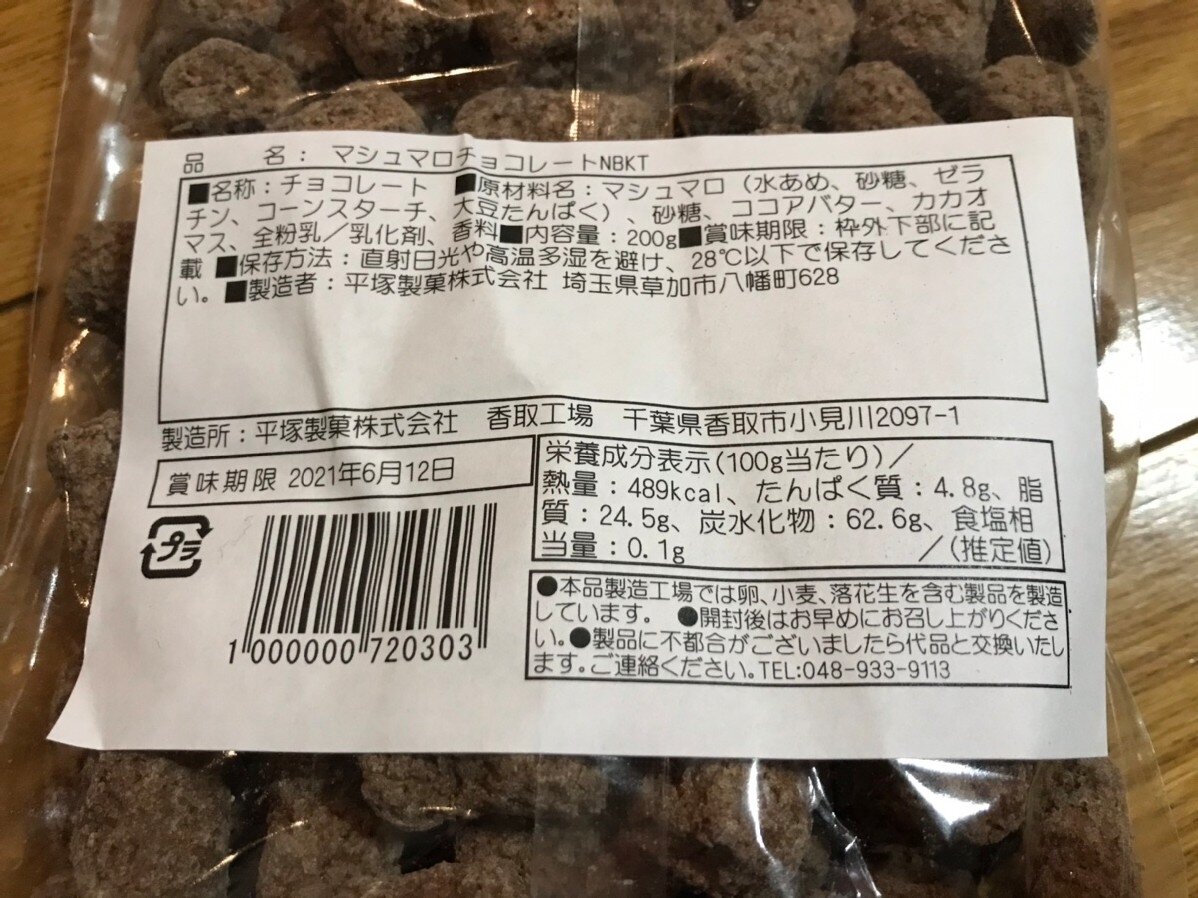 品　　名：マシュマロチョコレートNBKT
■名称：チョコレート　■原材料名：マシュマロ（水あめ、砂糖、ゼラ
チン、コーンスターチ、大豆たんぱく）、砂糖、ココアバター、カカオ
マス、全粉乳／乳化剤、香料■内容量：200g■賞味期限：枠外下部に記
載 ■保存方法：直射日光や高温多湿を避け、28℃以下で保存してくださ
い。■製造者：平塚製菓株式会社 埼玉県草加市八幡町628
製造所：平塚製菓株式会社　香取工場　千葉県香取市小見川2097-1
賞味期限 2021年6月12日
プラ
1 000000 720303
栄養成分表示(100g当たり)／
熱量：489kcal、たんぱく質：4.8g、脂
質：24.5g、炭水化物：62.6g、食塩相
当量：0.1g　　　　／(推定値)
●本品製造工場では卵、小麦、落花生を含む製品を製造
しています。　●開封後はお早めにお召し上がりくださ
い。●製品に不都合がございましたら代品と交換いたし
ます。ご連絡ください。TEL:048-933-9113